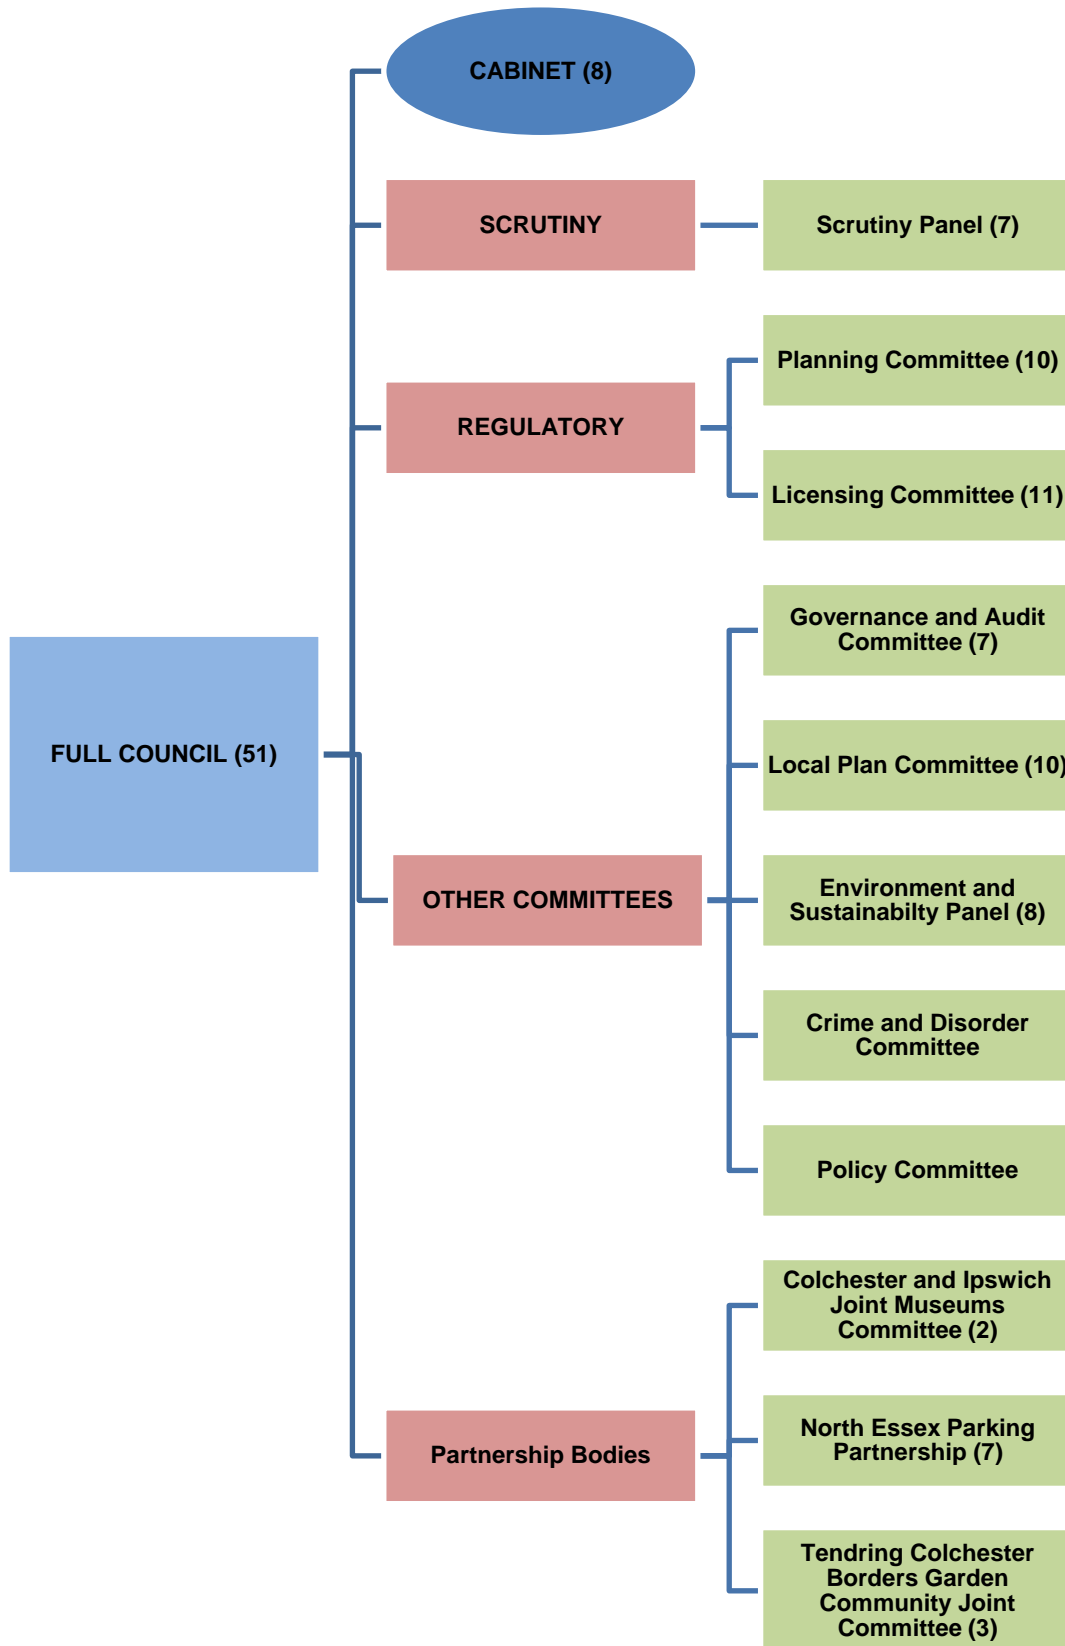 CABINET (8)
SCRUTINY
Scrutiny Panel (7)
Planning Committee (10)
REGULATORY
Licensing Committee (11)
Governance and Audit
Committee (7)
FULL COUNCIL (51)
Local Plan Committee (10)
OTHER COMMITTEES
Environment and
Sustainabilty Panel (8)
Crime and Disorder
Committee
Policy Committee
Colchester and Ipswich
Joint Museums
Committee (2)
Partnership Bodies
North Essex Parking
Partnership (7)
Tendring Colchester
Borders Garden
Community Joint
Committee (3)